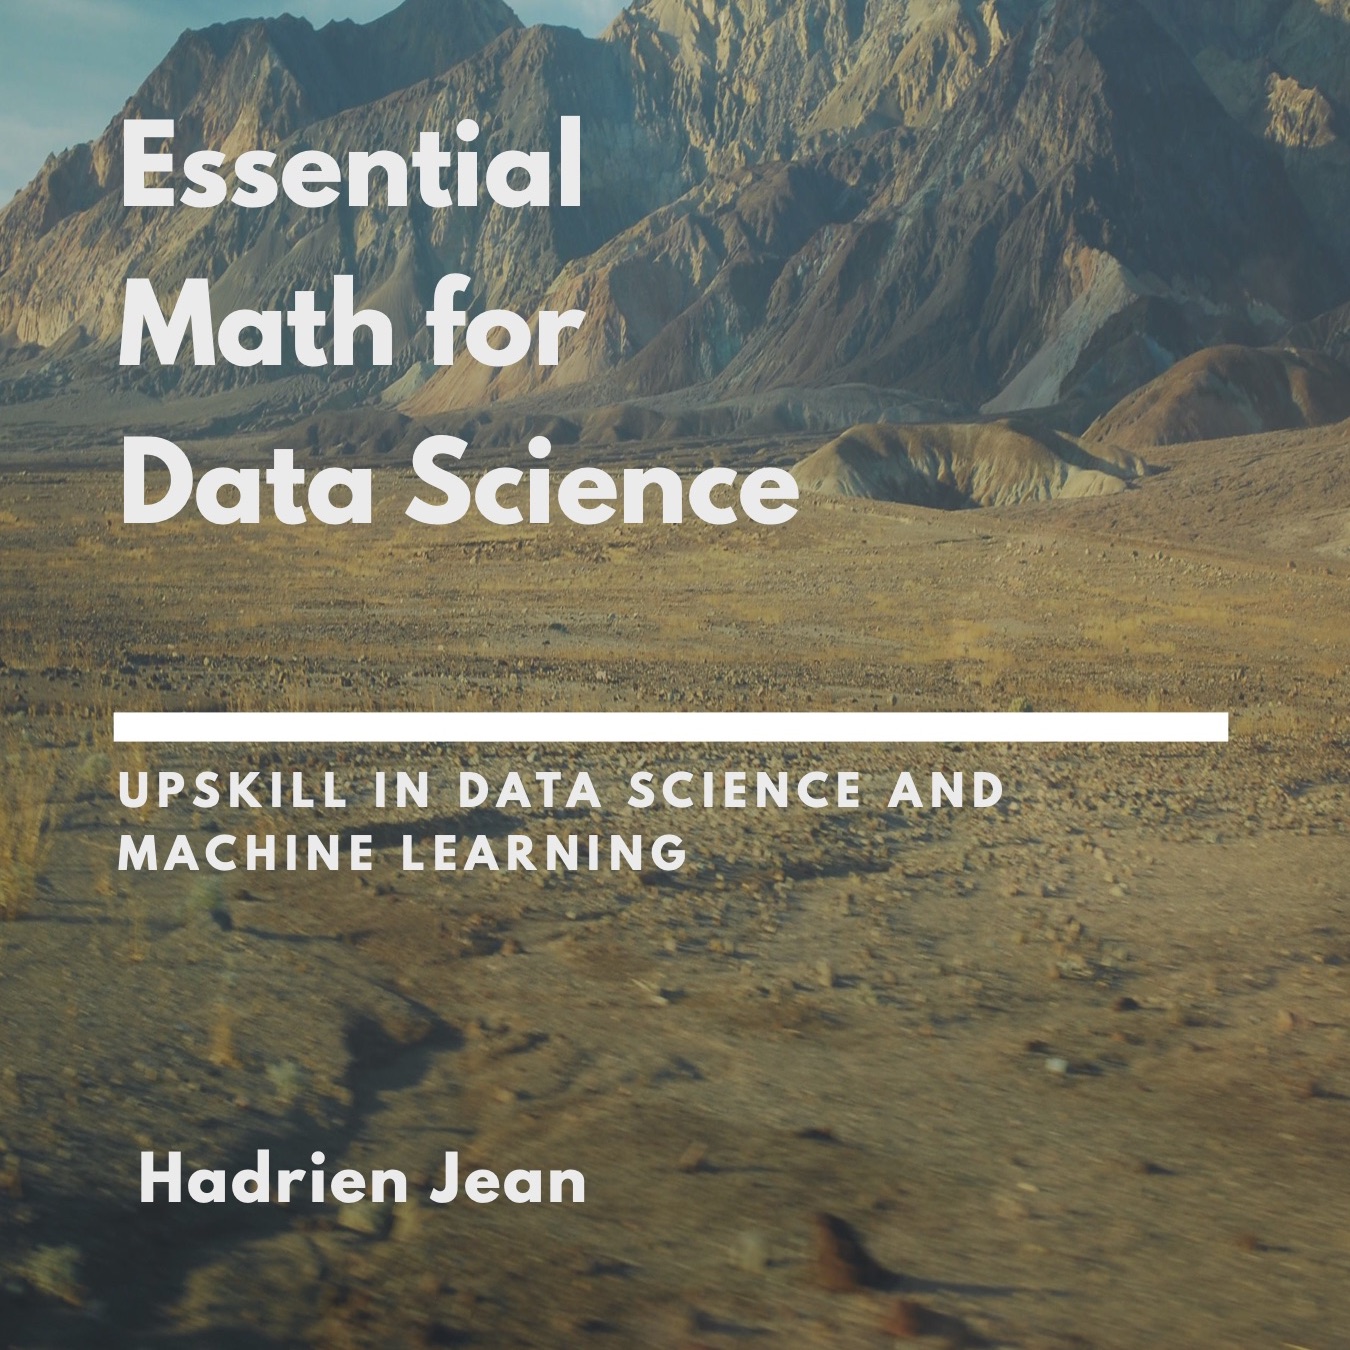 Essential
Math for
Data Science
UPSKILL IN DATA SCIENCE AND
MACHINE LEARNING
Hadrien Jean